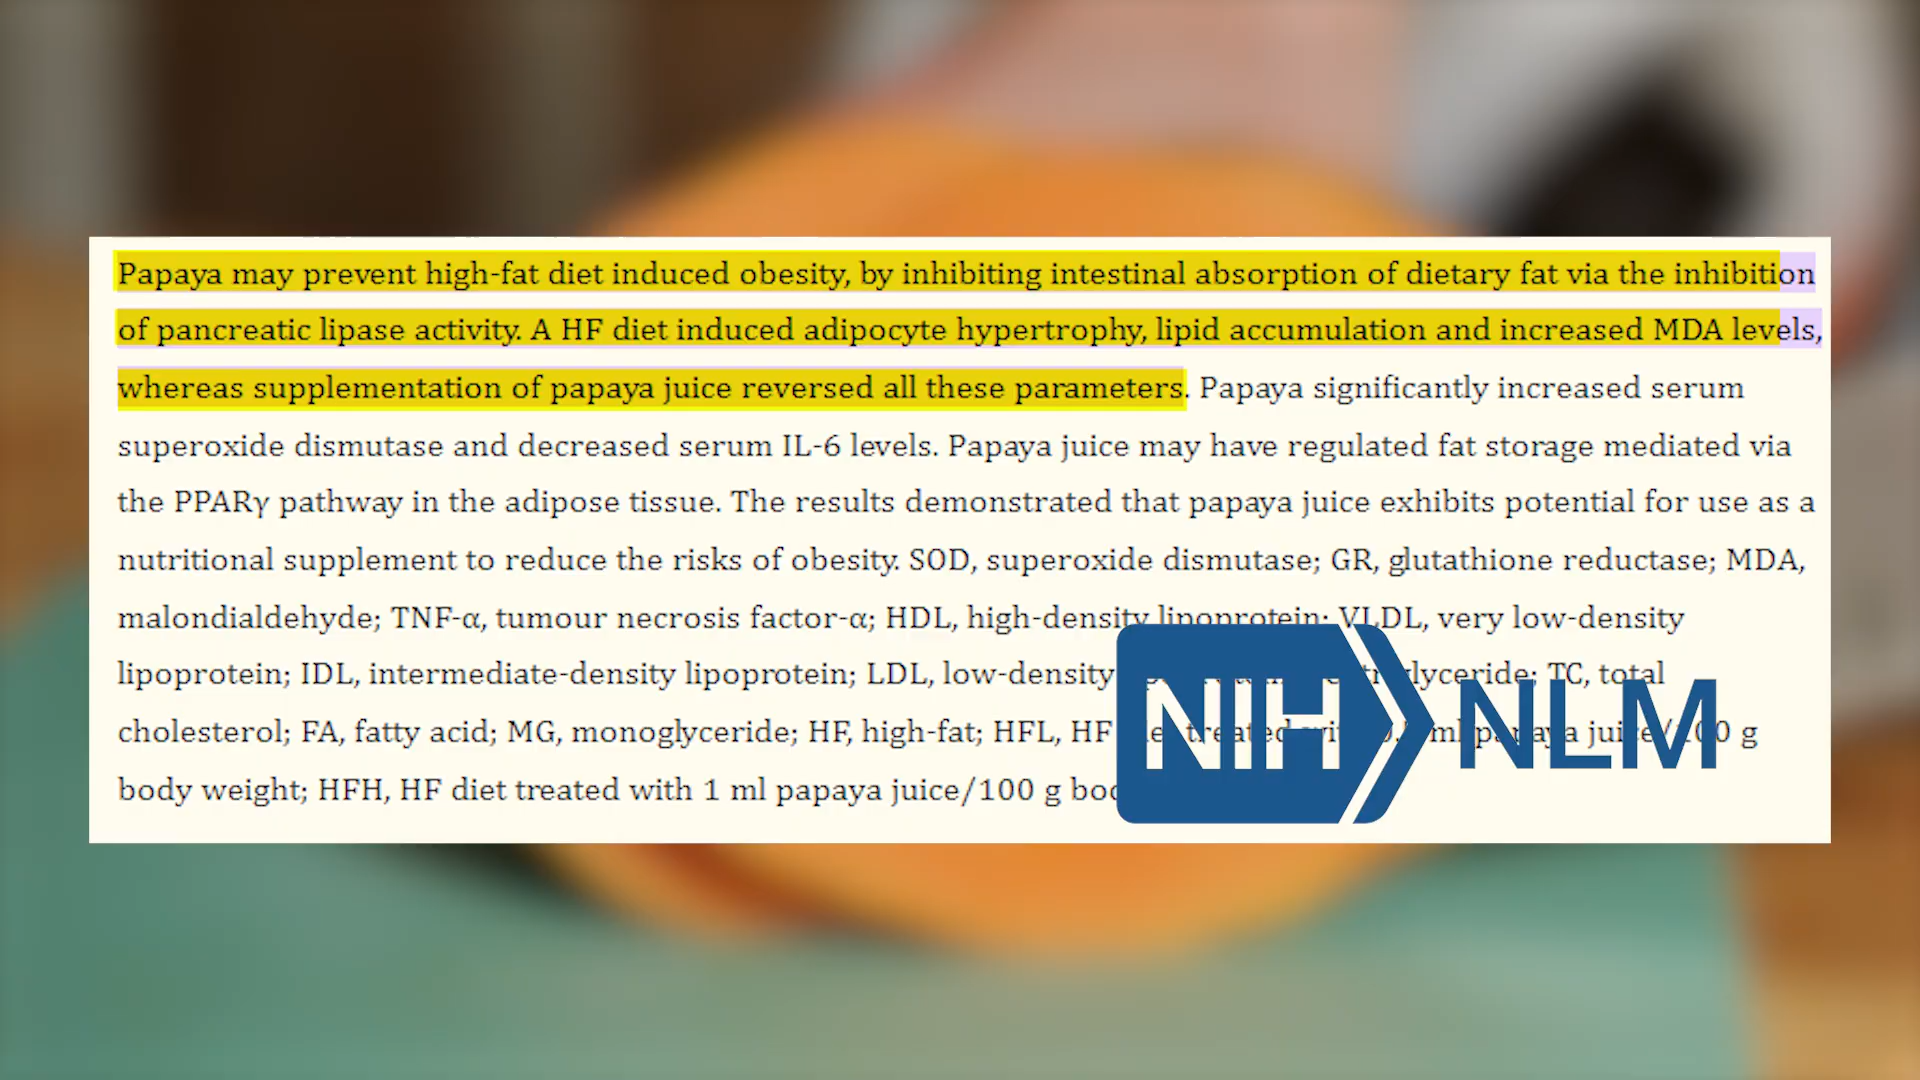 Papaya may prevent high-fat diet induced obesity, by inhibiting intestinal absorption of dietary fat via the inhibition
of pancreatic lipase activity. A HF diet induced adipocyte hypertrophy, lipid accumulation and increased MDA levels,
whereas supplementation of papaya juice reversed all these parameters. Papaya significantly increased serum
superoxide dismutase and decreased serum IL-6 levels. Papaya juice may have regulated fat storage mediated via
the PPARγ pathway in the adipose tissue. The results demonstrated that papaya juice exhibits potential for use as a
nutritional supplement to reduce the risks of obesity. SOD, superoxide dismutase; GR, glutathione reductase; MDA,
malondialdehyde; TNF-α, tumour necrosis factor-α; HDL, high-density lipoprotein; VLDL, very low-density
lipoprotein; IDL, intermediate-density lipoprotein; LDL, low-density TC, total
cholesterol; FA, fatty acid; MG, monoglyceride; HF, high-fat; HFL, HF treated ml papaya juice/100 g
body weight; HFH, HF diet treated with 1 ml papaya juice/100 g
NIH NLM